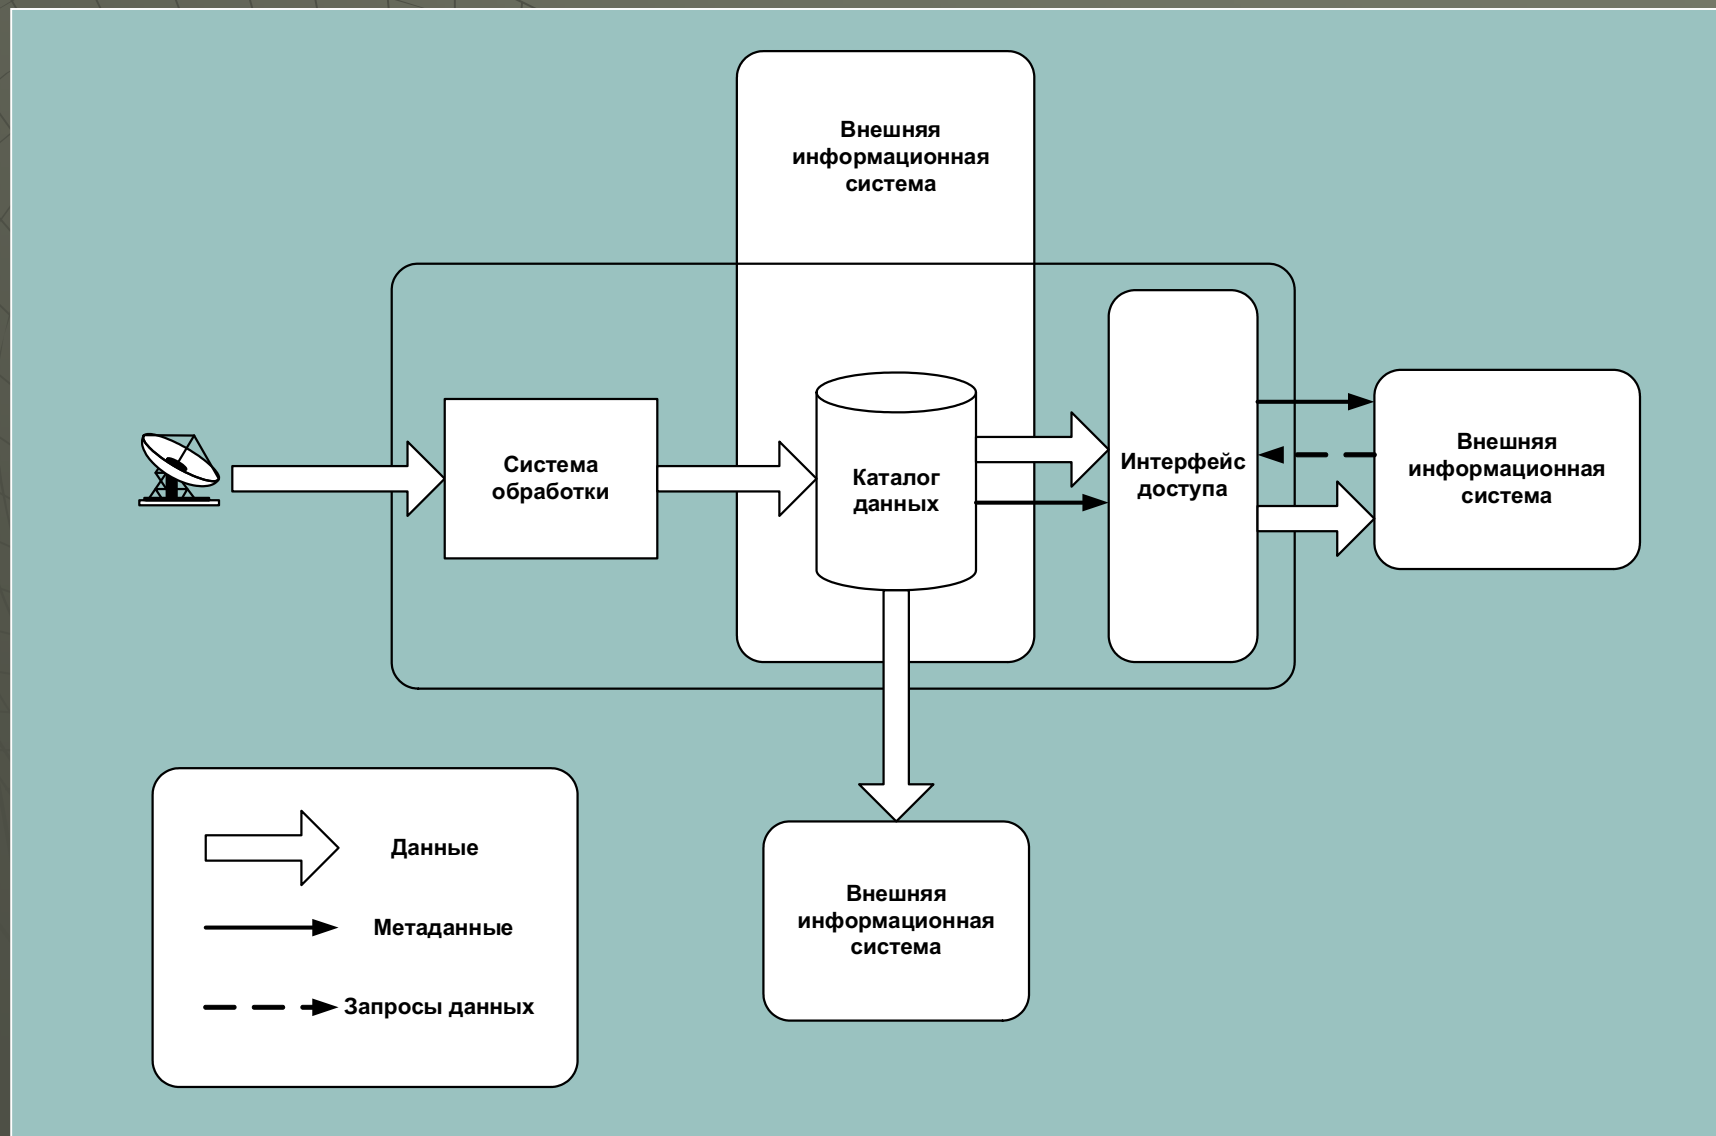 Внешняя
информационная
система
Система
обработки
Каталог
данных
Интерфейс
доступа
Внешняя
информационная
система
Внешняя
информационная
система
Данные
Метаданные
Запросы данных